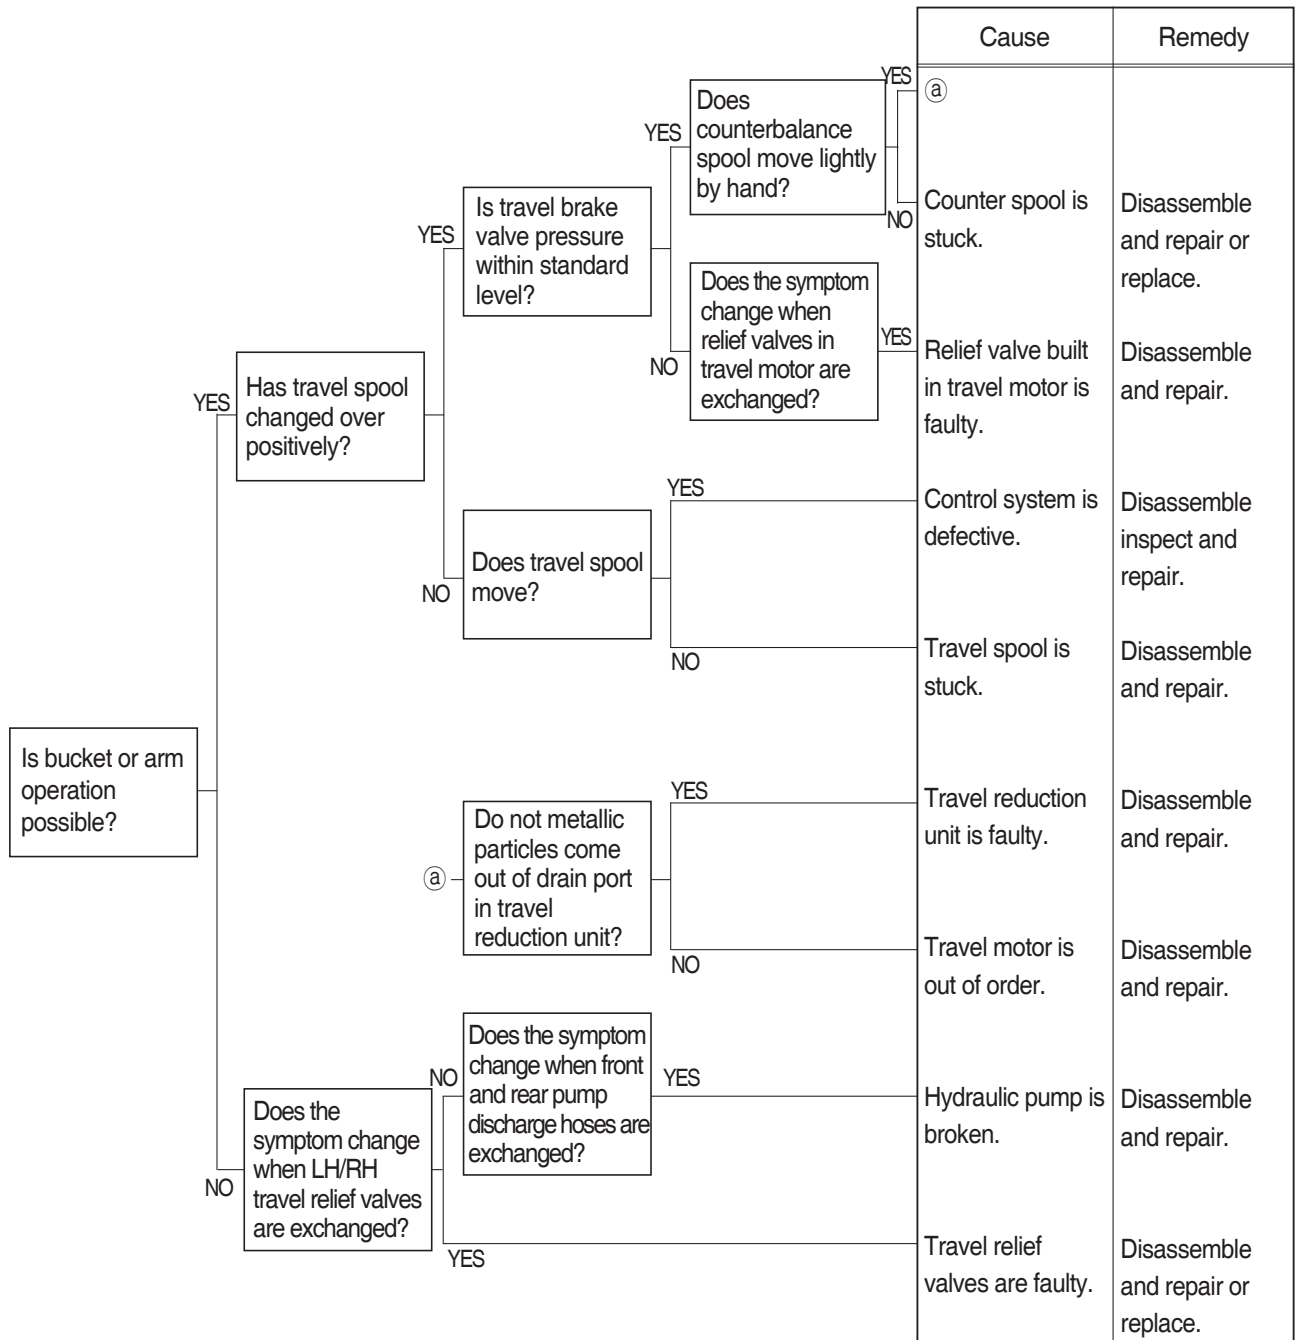 Cause
Remedy
YES
ⓐ
Does
counterbalance
spool move lightly
by hand?
YES
NO
Counter spool is
stuck.
Disassemble
and repair or
replace.
Is travel brake
valve pressure
within standard
level?
YES
Does the symptom
change when
relief valves in
travel motor are
exchanged?
NO
YES
Relief valve built
in travel motor is
faulty.
Disassemble
and repair.
Has travel spool
changed over
positively?
YES
Does travel spool
move?
NO
YES
Control system is
defective.
Disassemble
inspect and
repair.
NO
Travel spool is
stuck.
Disassemble
and repair.
Is bucket or arm
operation
possible?
ⓐ
Do not metallic
particles come
out of drain port
in travel
reduction unit?
YES
Travel reduction
unit is faulty.
Disassemble
and repair.
NO
Travel motor is
out of order.
Disassemble
and repair.
Does the
symptom change
when LH/RH
travel relief valves
are exchanged?
NO
NO
Does the symptom
change when front
and rear pump
discharge hoses are
exchanged?
YES
Hydraulic pump is
broken.
Disassemble
and repair.
YES
Travel relief
valves are faulty.
Disassemble
and repair or
replace.